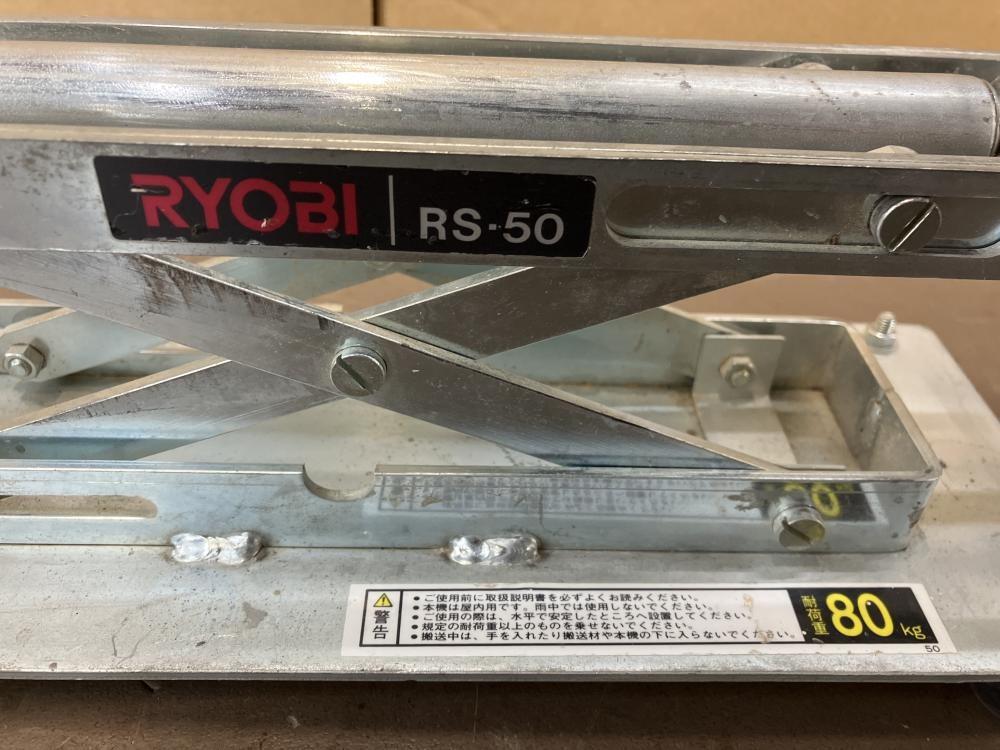 RYOBI RS-50
警告
• ご使用前に取扱説明書を必ずよくお読みください。
• 本機は屋内用です。雨中では使用しないでください。
• ご使用の際は、水平で安定したところへ設置してください。
• 規定の耐荷重以上のものを乗せないでください。
• 搬送中は、手を入れたり搬送材や本機の下に入らないでください。
耐荷重 80 kg
50